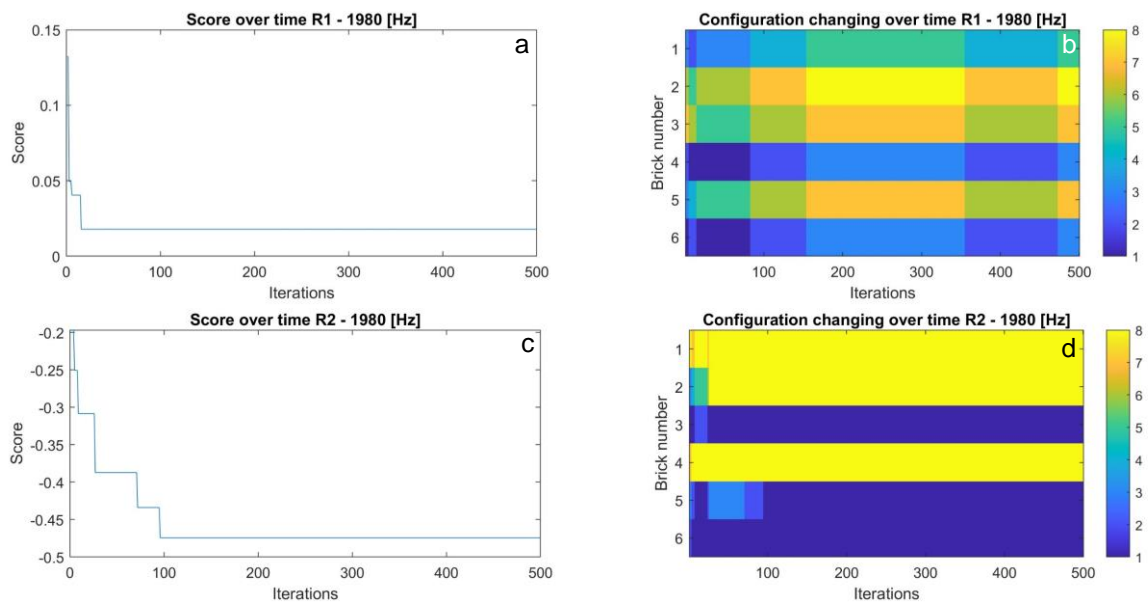 Score over time R1 - 1980 [Hz]
a
0.15
0.1
0.05
0
Score
0 100 200 300 400 500
Iterations
Configuration changing over time R1 - 1980 [Hz]
b
1
2
3
4
5
6
Brick number
100 200 300 400 500
Iterations
8
7
6
5
4
3
2
1
Score over time R2 - 1980 [Hz]
c
-0.2
-0.25
-0.3
-0.35
-0.4
-0.45
-0.5
Score
0 100 200 300 400 500
Iterations
Configuration changing over time R2 - 1980 [Hz]
d
1
2
3
4
5
6
Brick number
100 200 300 400 500
Iterations
8
7
6
5
4
3
2
1